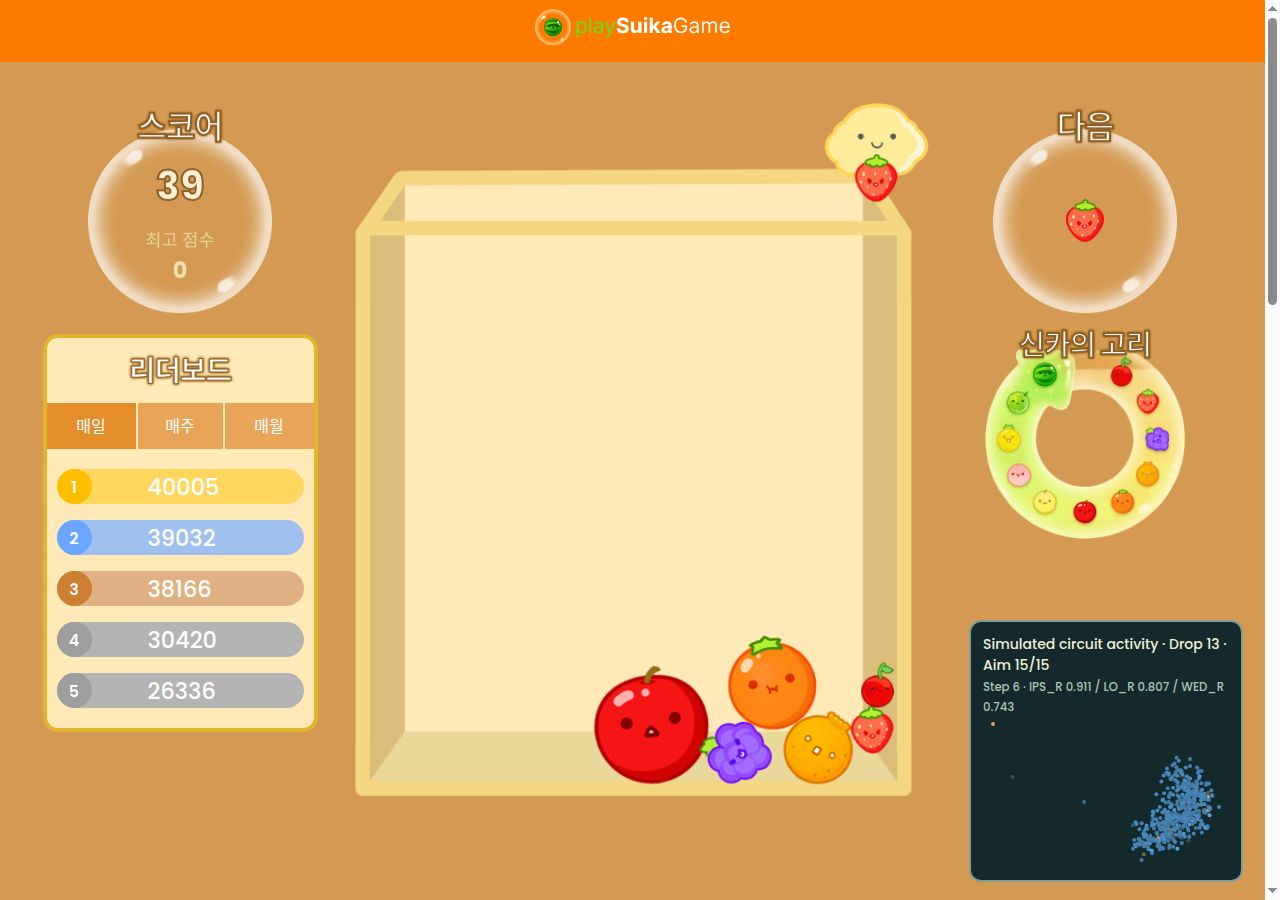 playSuikaGame
스코어
39
최고 점수
0
다음
신카의 고리
리더보드
매일 매주 매월
1 40005
2 39032
3 38166
4 30420
5 26336
Simulated circuit activity · Drop 13 ·
Aim 15/15
Step 6 · IPS_R 0.911 / LO_R 0.807 / WED_R
0.743